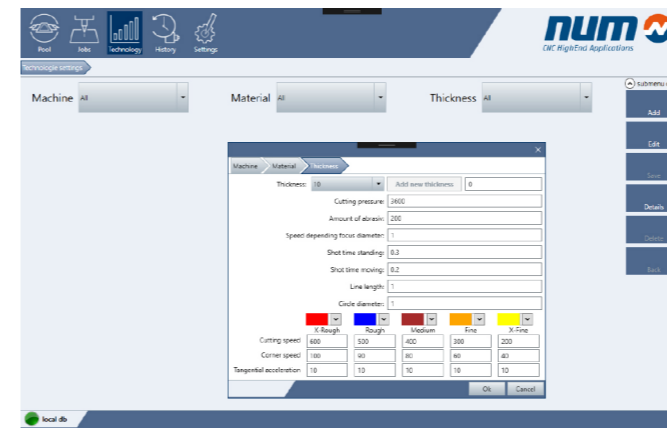 num
CNC HighEnd Applications
Pool Jobs Technology History Settings
Technologie settings
submenu
Machine All Material All Thickness All
Add
Edit
Save
Details
Delete
Back
Machine Material Thickness
Thickness: 10 Add new thickness 0
Cutting pressure: 3600
Amount of abrasiv: 200
Speed depending focus diameter: 1
Shot time standing: 0.3
Shot time moving: 0.2
Line length: 1
Circle diameter: 1
X-Rough Rough Medium Fine X-Fine
Cutting speed 600 500 400 300 200
Corner speed 100 90 80 60 40
Tangential acceleration 10 10 10 10 10
Ok Cancel
local db